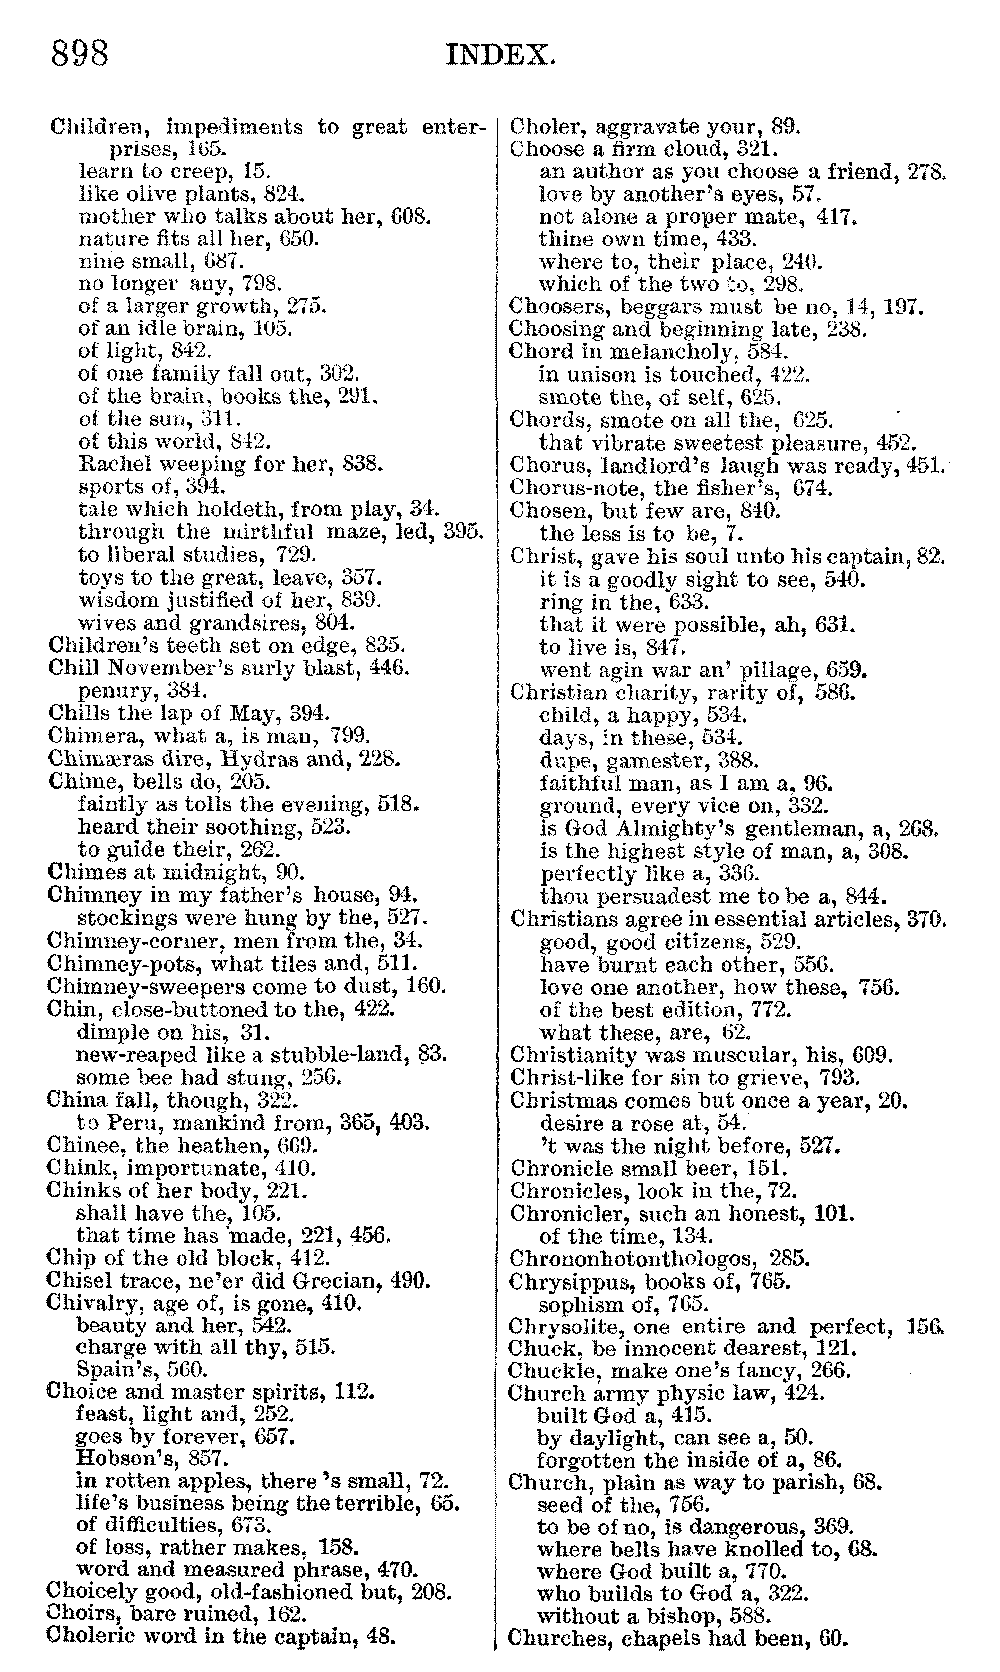 898
INDEX.
Children, impediments to great enter-
prises, 165.
learn to creep, 15.
like olive plants, 824.
mother who talks about her, 608.
nature fits all her, 650.
nine small, 687.
no longer any, 798.
of a larger growth, 275.
of an idle brain, 105.
of light, 842.
of one family fall out, 302.
of the brain, books the, 291.
of the sun, 311.
of this world, 842.
Rachel weeping for her, 838.
sports of, 394.
tale which holdeth, from play, 34.
through the mirthful maze, led, 395.
to liberal studies, 729.
toys to the great, leave, 357.
wisdom justified of her, 839.
wives and grandsires, 804.
Children's teeth set on edge, 835.
Chill November's surly blast, 446.
penury, 384.
Chills the lap of May, 394.
Chimera, what a, is man, 799.
Chimæras dire, Hydras and, 228.
Chime, bells do, 205.
faintly as tolls the evening, 518.
heard their soothing, 523.
to guide their, 262.
Chimes at midnight, 90.
Chimney in my father's house, 94.
stockings were hung by the, 527.
Chimney-corner, men from the, 34.
Chimney-pots, what tiles and, 511.
Chimney-sweepers come to dust, 160.
Chin, close-buttoned to the, 422.
dimple on his, 31.
new-reaped like a stubble-land, 83.
some bee had stung, 256.
China fall, though, 322.
to Peru, mankind from, 365, 403.
Chinee, the heathen, 669.
Chink, importunate, 410.
Chinks of her body, 221.
shall have the, 105.
that time has made, 221, 456.
Chip of the old block, 412.
Chisel trace, ne'er did Grecian, 490.
Chivalry, age of, is gone, 410.
beauty and her, 542.
charge with all thy, 515.
Spain's, 560.
Choice and master spirits, 112.
feast, light and, 252.
goes by forever, 657.
Hobson's, 857.
in rotten apples, there 's small, 72.
life's business being the terrible, 65.
of difficulties, 673.
of loss, rather makes, 158.
word and measured phrase, 470.
Choicely good, old-fashioned but, 208.
Choirs, bare ruined, 162.
Choleric word in the captain, 48.
Choler, aggravate your, 89.
Choose a firm cloud, 321.
an author as you choose a friend, 278.
love by another's eyes, 57.
not alone a proper mate, 417.
thine own time, 433.
where to, their place, 240.
which of the two to, 298.
Choosers, beggars must be no, 14, 197.
Choosing and beginning late, 238.
Chord in melancholy, 584.
in unison is touched, 422.
smote the, of self, 625.
Chords, smote on all the, 625.
that vibrate sweetest pleasure, 452.
Chorus, landlord's laugh was ready, 451.
Chorus-note, the fisher's, 674.
Chosen, but few are, 840.
the less is to be, 7.
Christ, gave his soul unto his captain, 82.
it is a goodly sight to see, 540.
ring in the, 633.
that it were possible, ah, 631.
to live is, 847.
went agin war an' pillage, 659.
Christian charity, rarity of, 586.
child, a happy, 534.
days, in these, 534.
dupe, gamester, 388.
faithful man, as I am a, 96.
ground, every vice on, 332.
is God Almighty's gentleman, a, 268.
is the highest style of man, a, 308.
perfectly like a, 336.
thou persuadest me to be a, 844.
Christians agree in essential articles, 370.
good, good citizens, 529.
have burnt each other, 556.
love one another, how these, 756.
of the best edition, 772.
what these, are, 62.
Christianity was muscular, his, 609.
Christ-like for sin to grieve, 793.
Christmas comes but once a year, 20.
desire a rose at, 54.
't was the night before, 527.
Chronicle small beer, 151.
Chronicles, look in the, 72.
Chronicler, such an honest, 101.
of the time, 134.
Chrononhotonthologos, 285.
Chrysippus, books of, 765.
sophism of, 765.
Chrysolite, one entire and perfect, 156.
Chuck, be innocent dearest, 121.
Chuckle, make one's fancy, 266.
Church army physic law, 424.
built God a, 415.
by daylight, can see a, 50.
forgotten the inside of a, 86.
Church, plain as way to parish, 68.
seed of the, 756.
to be of no, is dangerous, 369.
where bells have knolled to, 68.
where God built a, 770.
who builds to God a, 322.
without a bishop, 588.
Churches, chapels had been, 60.